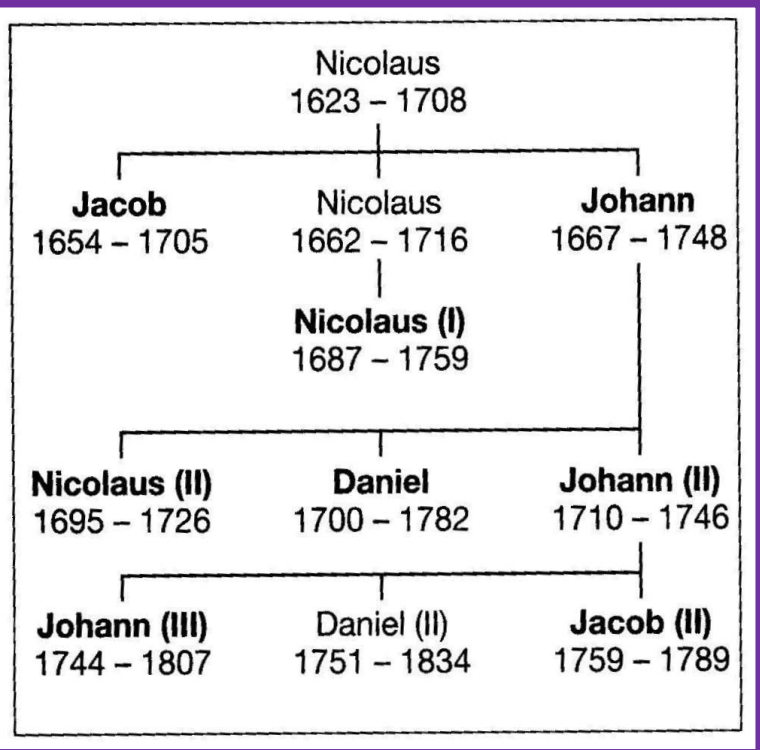 Nicolaus
1623 – 1708
Jacob Nicolaus Johann
1654 – 1705 1662 – 1716 1667 – 1748
Nicolaus (I)
1687 – 1759
Nicolaus (II) Daniel Johann (II)
1695 – 1726 1700 – 1782 1710 – 1746
Johann (III) Daniel (II) Jacob (II)
1744 – 1807 1751 – 1834 1759 – 1789